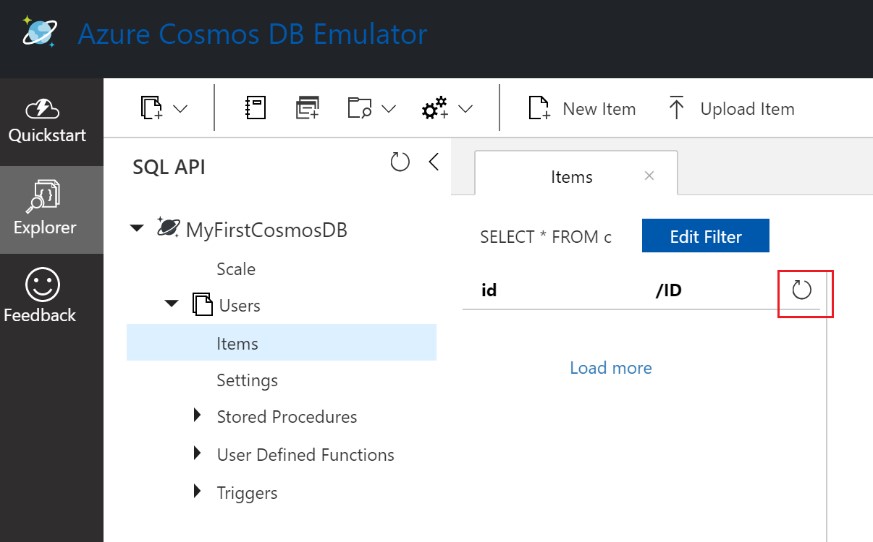 Azure Cosmos DB Emulator
New Item
Upload Item
Quickstart
Explorer
Feedback
SQL API
MyFirstCosmosDB
Scale
Users
Items
Settings
Stored Procedures
User Defined Functions
Triggers
Items
SELECT * FROM c
Edit Filter
id /ID
Load more